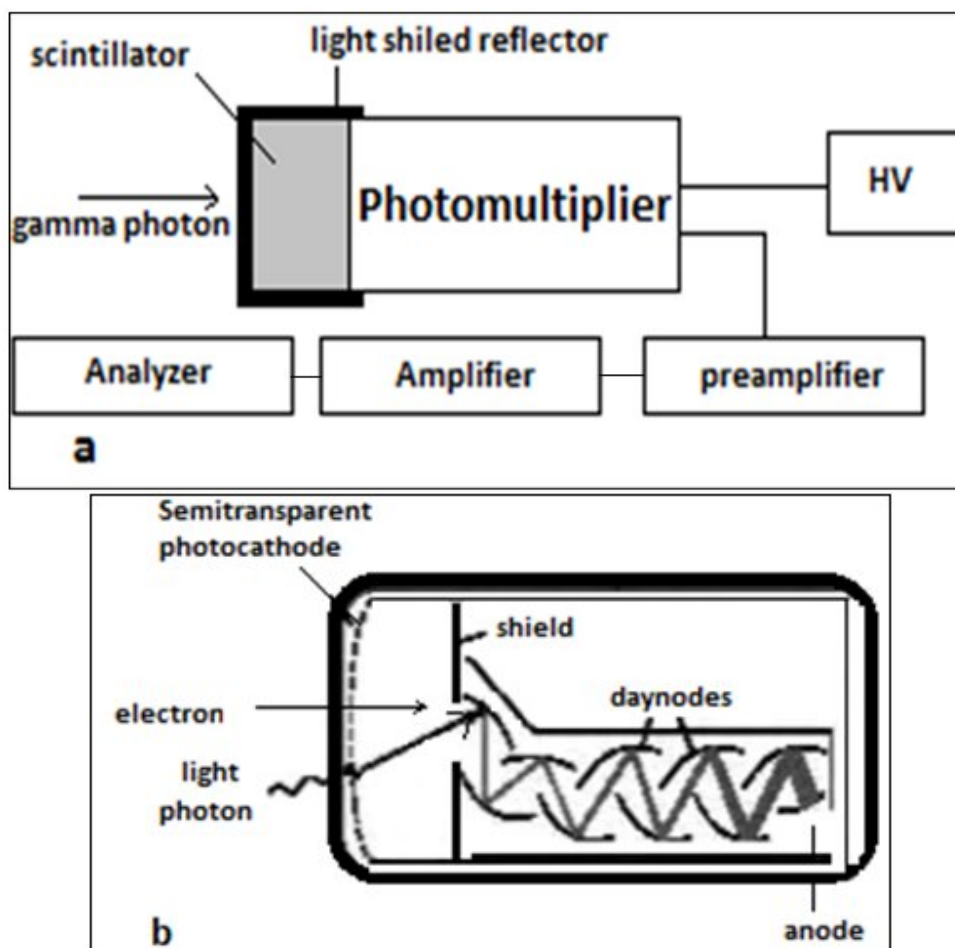 light shiled reflector
scintillator
gamma photon
Photomultiplier
HV
Analyzer
Amplifier
preamplifier
a
Semitransparent
photocathode
shield
daynodes
electron
light
photon
anode
b